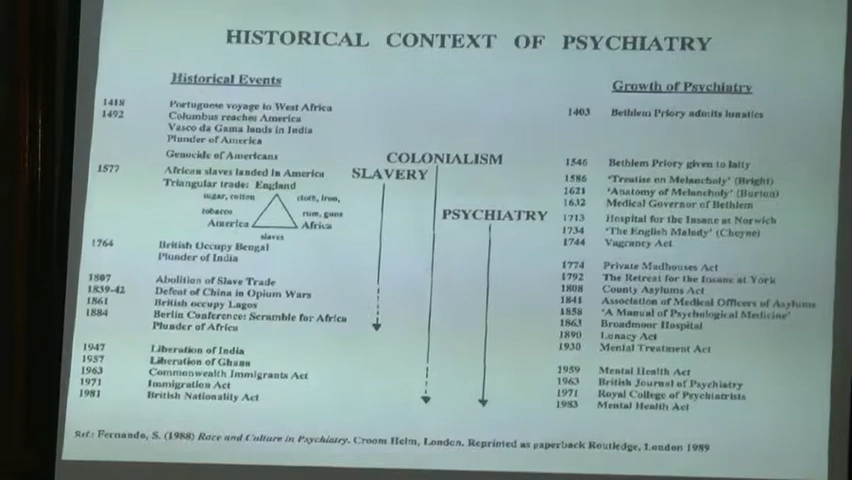 HISTORICAL CONTEXT OF PSYCHIATRY
Historical Events
1418 Portuguese voyage to West Africa
1492 Columbus reaches America
Vasco da Gama lands in India
Plunder of America
Genocide of Americans
1577 African slaves landed in America
Triangular trade: England
sugar, cotton
cloth, iron,
tobacco
rum, guns
America
Africa
slaves
1764 British Occupy Bengal
Plunder of India
1807 Abolition of Slave Trade
1839-42 Defeat of China in Opium Wars
1861 British occupy Lagos
1884 Berlin Conference: Scramble for Africa
Plunder of Africa
1947 Liberation of India
1957 Liberation of Ghana
1963 Commonwealth Immigrants Act
1971 Immigration Act
1981 British Nationality Act
COLONIALISM
SLAVERY
PSYCHIATRY
Growth of Psychiatry
1403 Bethlem Priory admits lunatics
1546 Bethlem Priory given to laity
1586 'Treatise on Melancholy' (Bright)
1621 'Anatomy of Melancholy' (Burton)
1632 Medical Governor of Bethlem
1713 Hospital for the Insane at Norwich
1734 'The English Malody' (Cheyne)
1744 Vagrancy Act
1774 Private Madhouses Act
1792 The Retreat for the Insane at York
1808 County Asylums Act
1841 Association of Medical Officers of Asylums
1858 'A Manual of Psychological Medicine'
1863 Broadmoor Hospital
1890 Lunacy Act
1930 Mental Treatment Act
1959 Mental Health Act
1963 British Journal of Psychiatry
1971 Royal College of Psychiatrists
1983 Mental Health Act
Ref.: Fernando, S. (1988) Race and Culture in Psychiatry. Croom Helm, London. Reprinted as paperback Routledge, London 1989